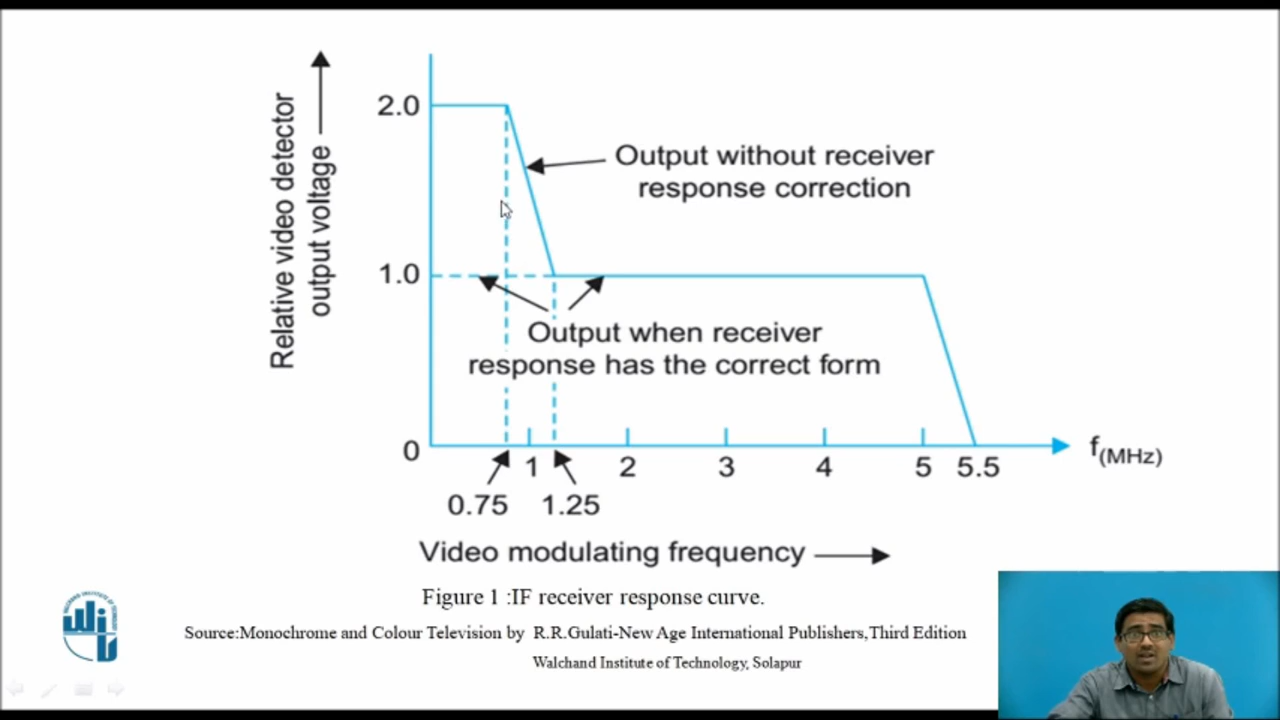 Relative video detector
output voltage
2.0
1.0
0
Output without receiver
response correction
Output when receiver
response has the correct form
1
2
3
4
5
5.5
f(MHz)
0.75
1.25
Video modulating frequency
Figure 1 :IF receiver response curve.
Source:Monochrome and Colour Television by R.R.Gulati-New Age International Publishers,Third Edition
Walchand Institute of Technology, Solapur